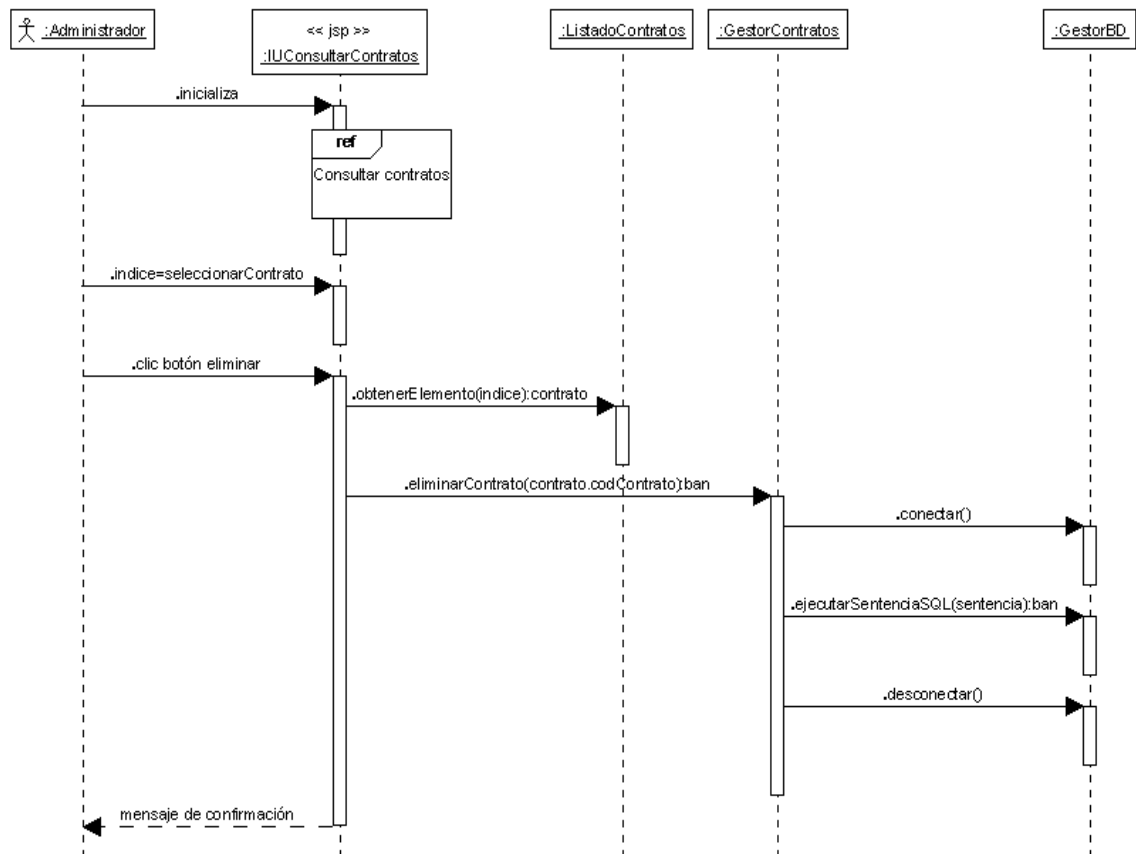 :Administrador
<< jsp >>
:IUConsultarContratos
:ListadoContratos
:GestorContratos
:GestorBD
.inicializa
ref
Consultar contratos
.indice=seleccionarContrato
.clic botón eliminar
.obtenerElemento(indice):contrato
.eliminarContrato(contrato.codContrato):ban
.conectar()
.ejecutarSentenciaSQL(sentencia):ban
.desconectar()
mensaje de confirmación